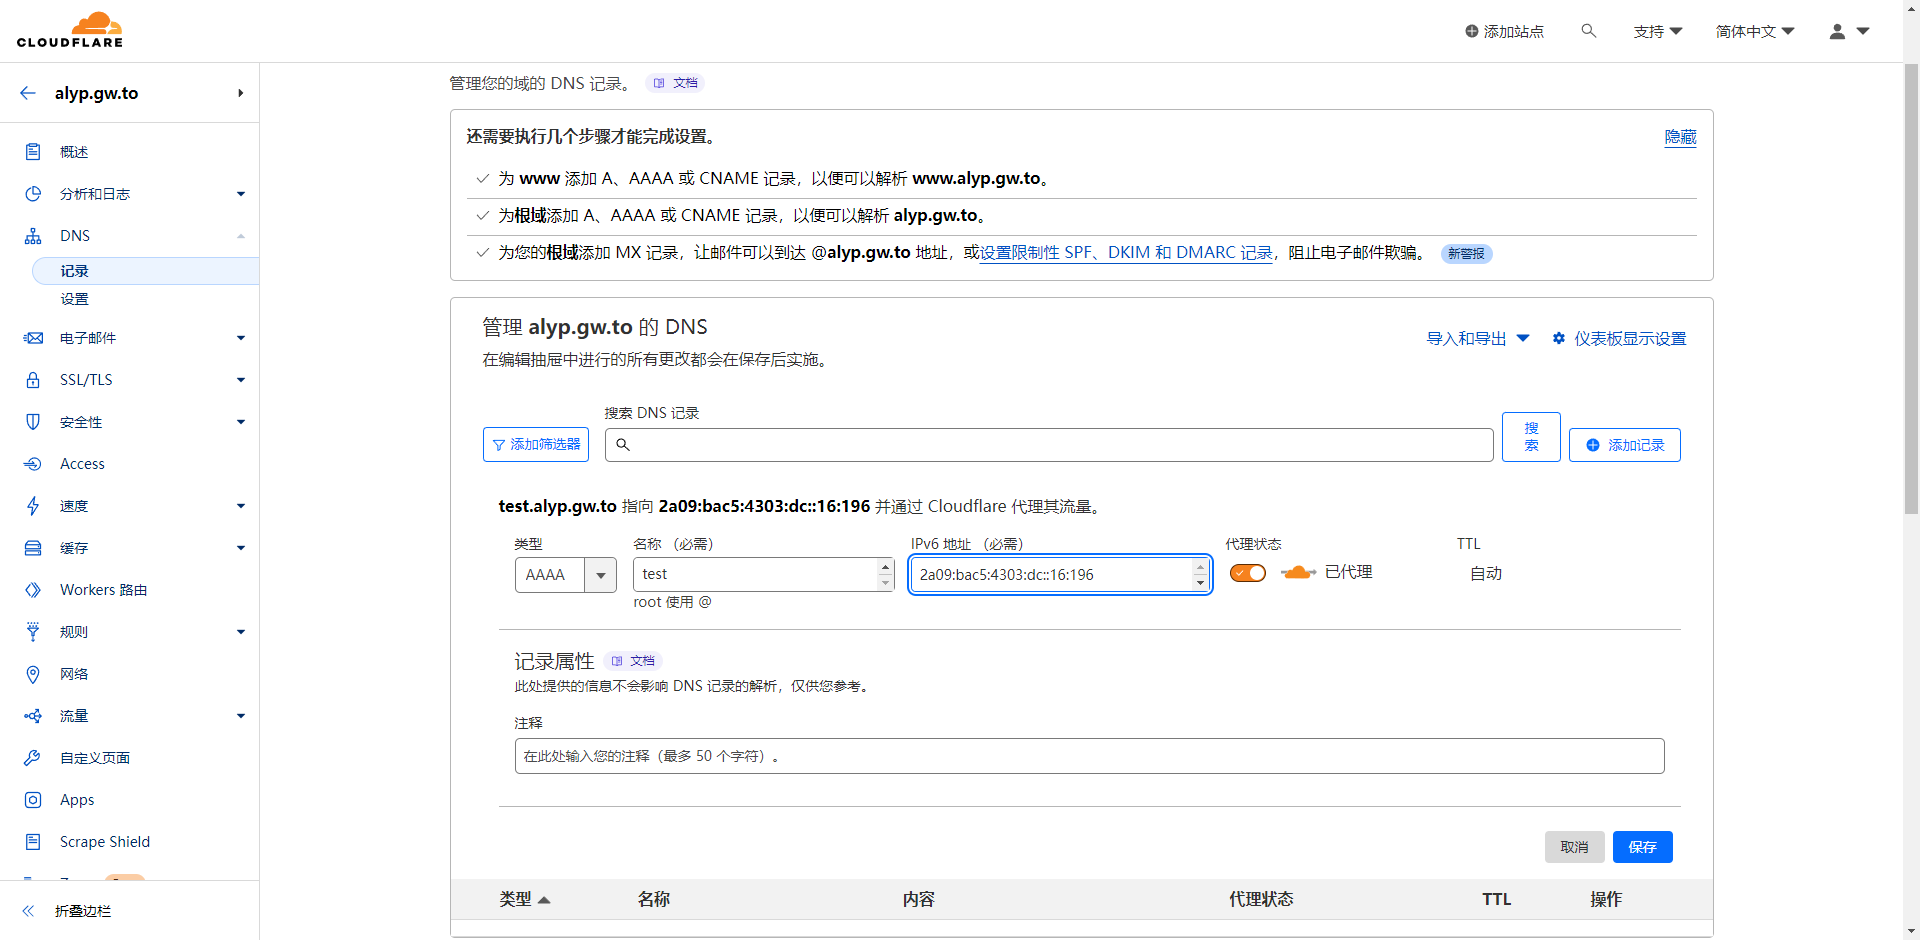 CLOUDFLARE
添加站点
支持
简体中文
alyp.gw.to
概述
分析和日志
DNS
记录
设置
电子邮件
SSL/TLS
安全性
Access
速度
缓存
Workers 路由
规则
网络
流量
自定义页面
Apps
Scrape Shield
折叠边栏
管理您的域的 DNS 记录。 文档
还需要执行几个步骤才能完成设置。 隐藏
为 www 添加 A、AAAA 或 CNAME 记录，以便可以解析 www.alyp.gw.to。
为根域添加 A、AAAA 或 CNAME 记录，以便可以解析 alyp.gw.to。
为您的根域添加 MX 记录，让邮件可以到达 @alyp.gw.to 地址，或设置限制性 SPF、DKIM 和 DMARC 记录，阻止电子邮件欺骗。 新警报
管理 alyp.gw.to 的 DNS
导入和导出 仪表板显示设置
在编辑抽屉中进行的所有更改都会在保存后实施。
搜索 DNS 记录
添加筛选器
搜
索
添加记录
test.alyp.gw.to 指向 2a09:bac5:4303:dc::16:196 并通过 Cloudflare 代理其流量。
类型 名称 （必需） IPv6 地址 （必需） 代理状态 TTL
AAAA test 2a09:bac5:4303:dc::16:196 已代理 自动
root 使用 @
记录属性 文档
此处提供的信息不会影响 DNS 记录的解析，仅供您参考。
注释
在此处输入您的注释（最多 50 个字符）。
取消 保存
类型 名称 内容 代理状态 TTL 操作